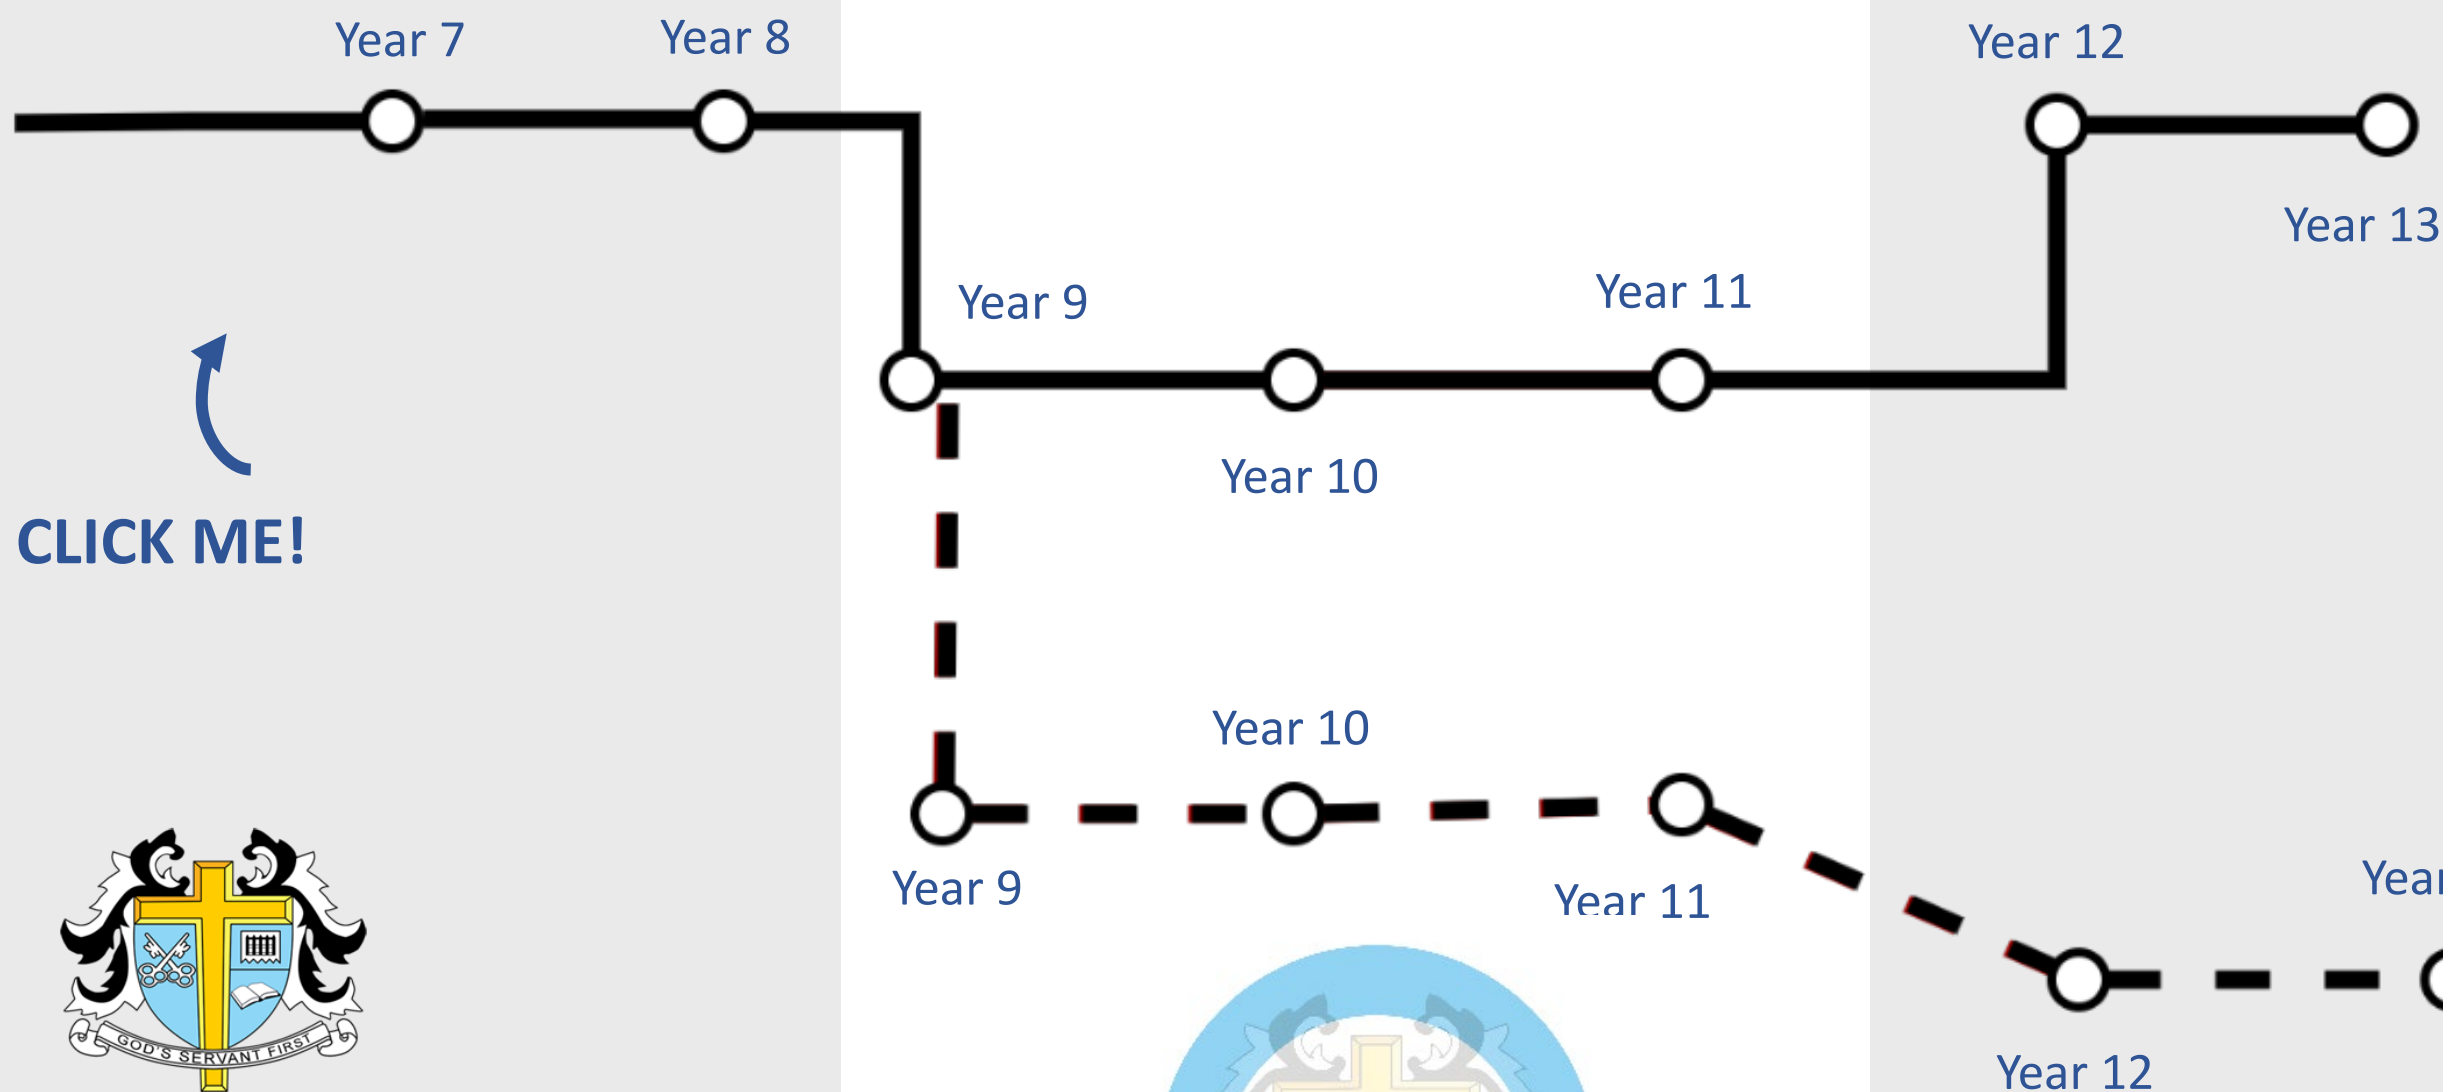 Year 7
Year 8
Year 12
Year 13
Year 9
Year 11
Year 10
CLICK ME!
Year 10
Year 9
Year 11
Year
GOD'S SERVANT FIRST
Year 12